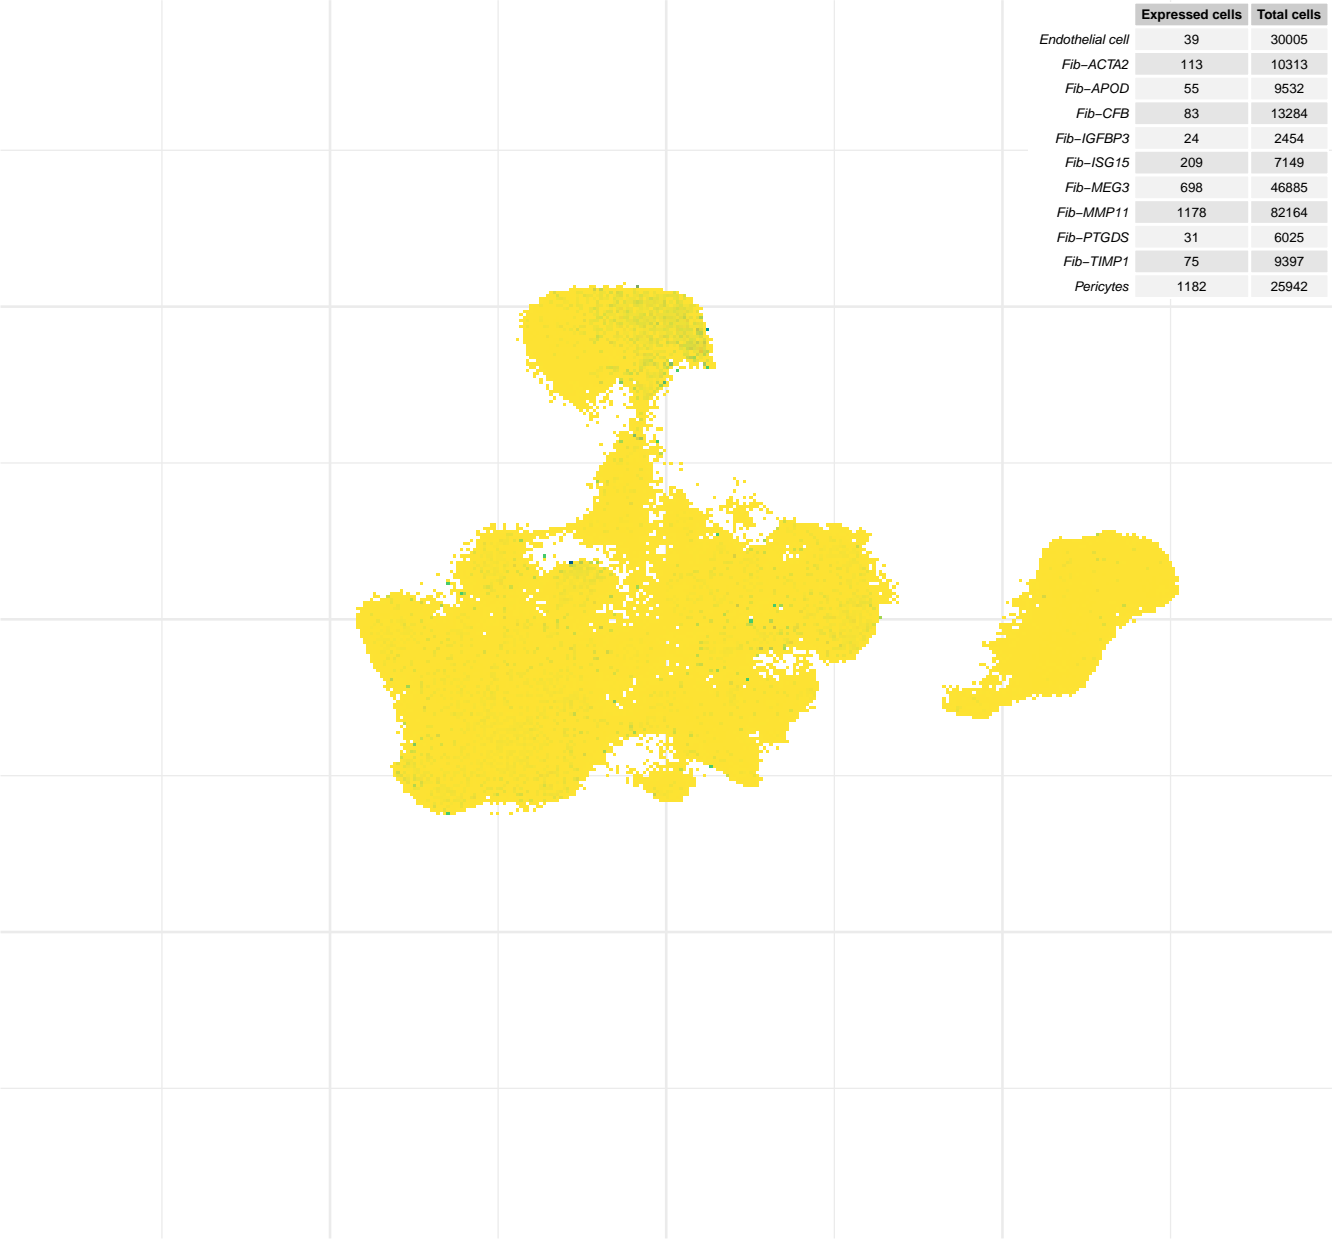 Expressed cells Total cells
Endothelial cell 39 30005
Fib−ACTA2 113 10313
Fib−APOD 55 9532
Fib−CFB 83 13284
Fib−IGFBP3 24 2454
Fib−ISG15 209 7149
Fib−MEG3 698 46885
Fib−MMP11 1178 82164
Fib−PTGDS 31 6025
Fib−TIMP1 75 9397
Pericytes 1182 25942